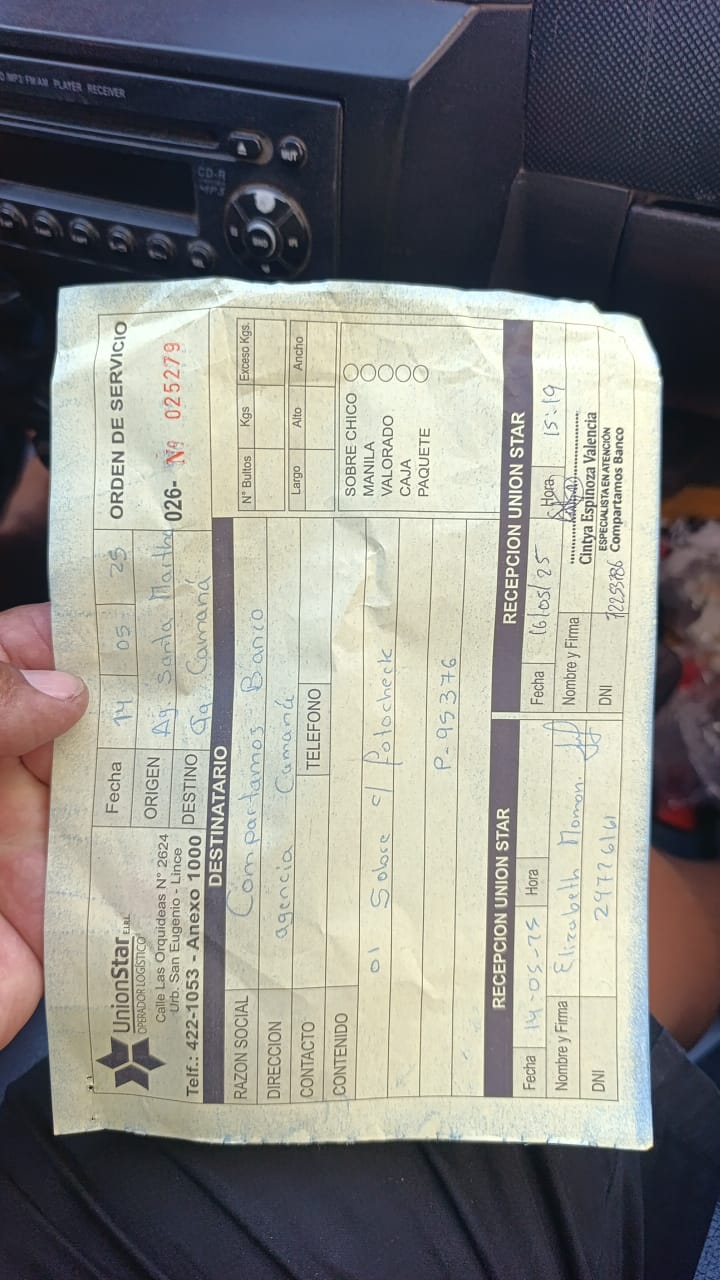 D/MP3/FM/AM PLAYER RECEIVER
CD-R
MP3
BND
UnionStar E.I.R.L.
OPERADOR LOGÍSTICO
Calle Las Orquideas N° 2624
Urb. San Eugenio - Lince
Telf.: 422-1053 - Anexo 1000
Fecha 14 05 25
ORIGEN Ag Santa Martha
DESTINO Ag Camaná
ORDEN DE SERVICIO
026- Nº 025279
DESTINATARIO
RAZON SOCIAL Compartamos Banco
DIRECCION agencia Camaná
CONTACTO
TELEFONO
CONTENIDO
01 Sobre c/ fotocheck
P-95376
N° Bultos Kgs Exceso Kgs.
Largo Alto Ancho
SOBRE CHICO
MANILA
VALORADO
CAJA
PAQUETE
RECEPCION UNION STAR
Fecha 14-05-25 Hora
Nombre y Firma Elizabeth Mamani
DNI 29726161
RECEPCION UNION STAR
Fecha 16/05/25 Hora 15:19
Nombre y Firma
Cintya Espinoza Valencia
ESPECIALISTA EN ATENCIÓN
DNI 72253786 Compartamos Banco